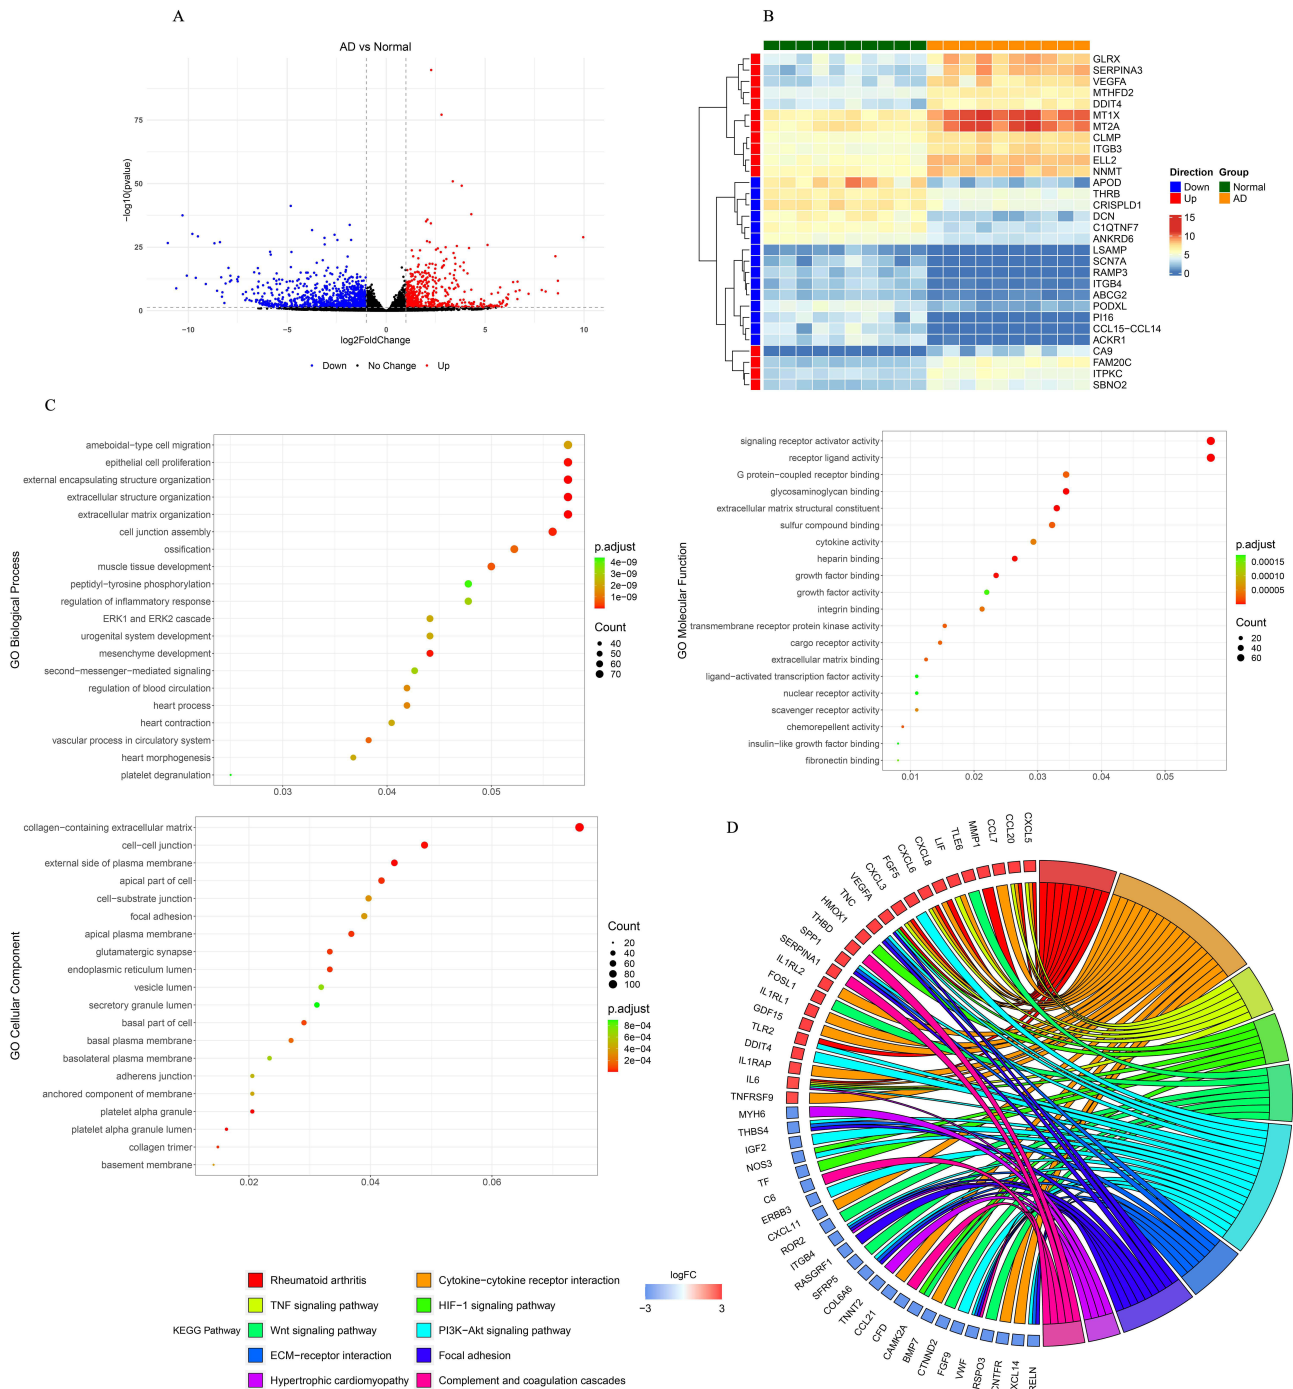 A
AD vs Normal
−log10(pvalue)
75
50
25
0
−10
−5
0
5
10
log2FoldChange
Down
No Change
Up
B
GLRX
SERPINA3
VEGFA
MTHFD2
DDIT4
MT1X
MT2A
CLMP
ITGB3
ELL2
NNMT
APOD
THRB
CRISPLD1
DCN
C1QTNF7
ANKRD6
LSAMP
SCN7A
RAMP3
ITGB4
ABCG2
PODXL
PI16
CCL15−CCL14
ACKR1
CA9
FAM20C
ITPKC
SBNO2
Direction Group
Down Normal
Up AD
15
10
5
0
C
GO Biological Process
ameboidal−type cell migration
epithelial cell proliferation
external encapsulating structure organization
extracellular structure organization
extracellular matrix organization
cell junction assembly
ossification
muscle tissue development
peptidyl−tyrosine phosphorylation
regulation of inflammatory response
ERK1 and ERK2 cascade
urogenital system development
mesenchyme development
second−messenger−mediated signaling
regulation of blood circulation
heart process
heart contraction
vascular process in circulatory system
heart morphogenesis
platelet degranulation
0.03
0.04
0.05
p.adjust
4e−09
3e−09
2e−09
1e−09
Count
40
50
60
70
GO Molecular Function
signaling receptor activator activity
receptor ligand activity
G protein−coupled receptor binding
glycosaminoglycan binding
extracellular matrix structural constituent
sulfur compound binding
cytokine activity
heparin binding
growth factor binding
growth factor activity
integrin binding
transmembrane receptor protein kinase activity
cargo receptor activity
extracellular matrix binding
ligand−activated transcription factor activity
nuclear receptor activity
scavenger receptor activity
chemorepellent activity
insulin−like growth factor binding
fibronectin binding
0.01
0.02
0.03
0.04
0.05
p.adjust
0.00015
0.00010
0.00005
Count
20
40
60
GO Cellular Component
collagen−containing extracellular matrix
cell−cell junction
external side of plasma membrane
apical part of cell
cell−substrate junction
focal adhesion
apical plasma membrane
glutamatergic synapse
endoplasmic reticulum lumen
vesicle lumen
secretory granule lumen
basal part of cell
basal plasma membrane
basolateral plasma membrane
adherens junction
anchored component of membrane
platelet alpha granule
platelet alpha granule lumen
collagen trimer
basement membrane
0.02
0.04
0.06
Count
20
40
60
80
100
p.adjust
8e−04
6e−04
4e−04
2e−04
D
CXCL5
CCL20
CCL7
MMP1
TLE6
LIF
CXCL8
CXCL6
FGF5
CXCL3
VEGFA
TNC
HMOX1
THBD
SPP1
SERPINA1
IL1RL2
FOSL1
IL1RL1
GDF15
TLR2
DDIT4
IL1RAP
IL6
TNFRSF9
MYH6
THBS4
IGF2
NOS3
TF
C6
ERBB3
CXCL11
ROR2
ITGB4
RASGRF1
SFRP5
COL6A6
TNNT2
CCL21
CFD
CAMK2A
BMP7
CTNND2
FGF9
VWF
RSPO3
CNTFR
CXCL14
RELN
logFC
−3 3
KEGG Pathway
Rheumatoid arthritis
Cytokine−cytokine receptor interaction
TNF signaling pathway
HIF−1 signaling pathway
Wnt signaling pathway
PI3K−Akt signaling pathway
ECM−receptor interaction
Focal adhesion
Hypertrophic cardiomyopathy
Complement and coagulation cascades